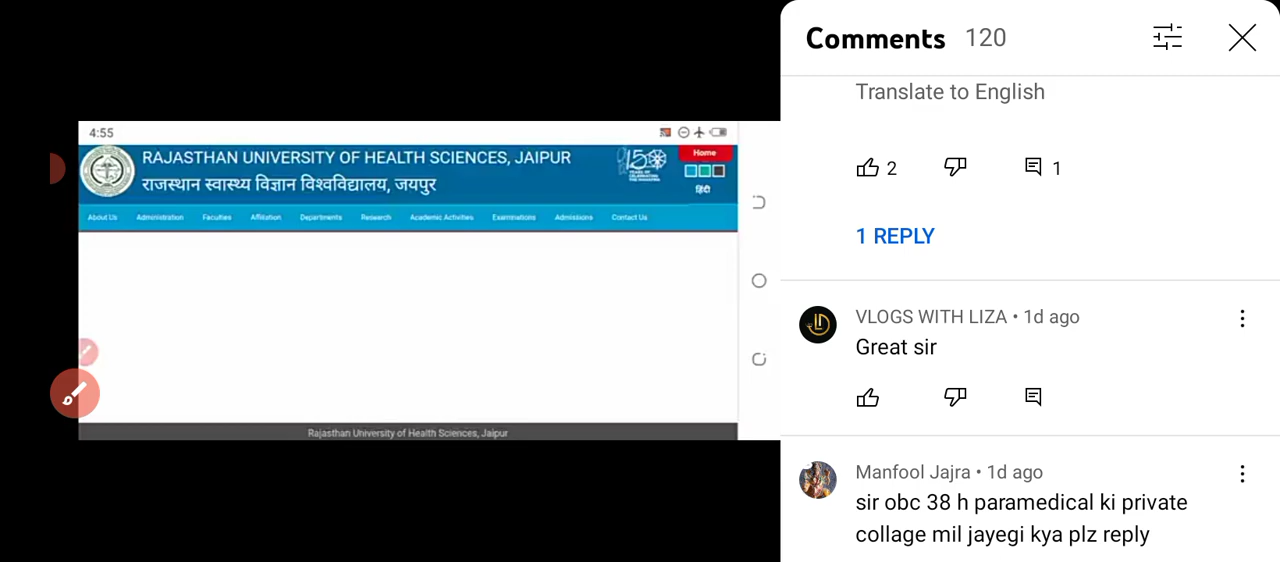 Comments 120
Translate to English
2
1
1 REPLY
VLOGS WITH LIZA • 1d ago
Great sir
Manfool Jajra • 1d ago
sir obc 38 h paramedical ki private
collage mil jayegi kya plz reply
4:55
RAJASTHAN UNIVERSITY OF HEALTH SCIENCES, JAIPUR
राजस्थान स्वास्थ्य विज्ञान विश्वविद्यालय, जयपुर
Home
हिंदी
About Us Administration Faculties Affiliation Departments Research Academic Activities Examinations Admissions Contact Us
Rajasthan University of Health Sciences, Jaipur